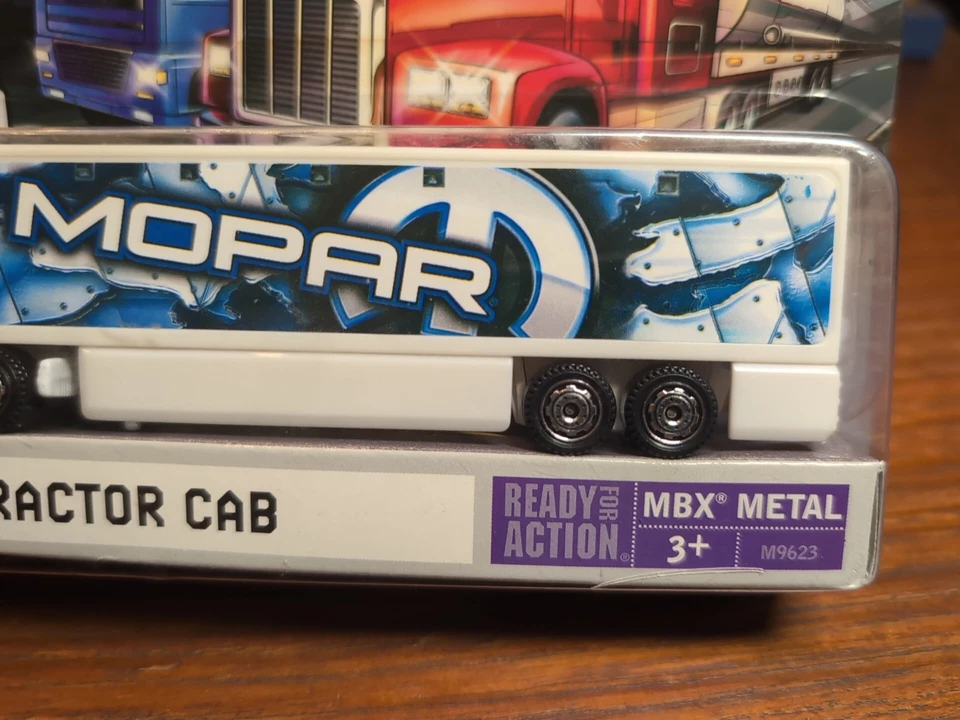 MOPAR
RACTOR CAB
READY FOR
ACTION®
MBX® METAL
3+
M9623